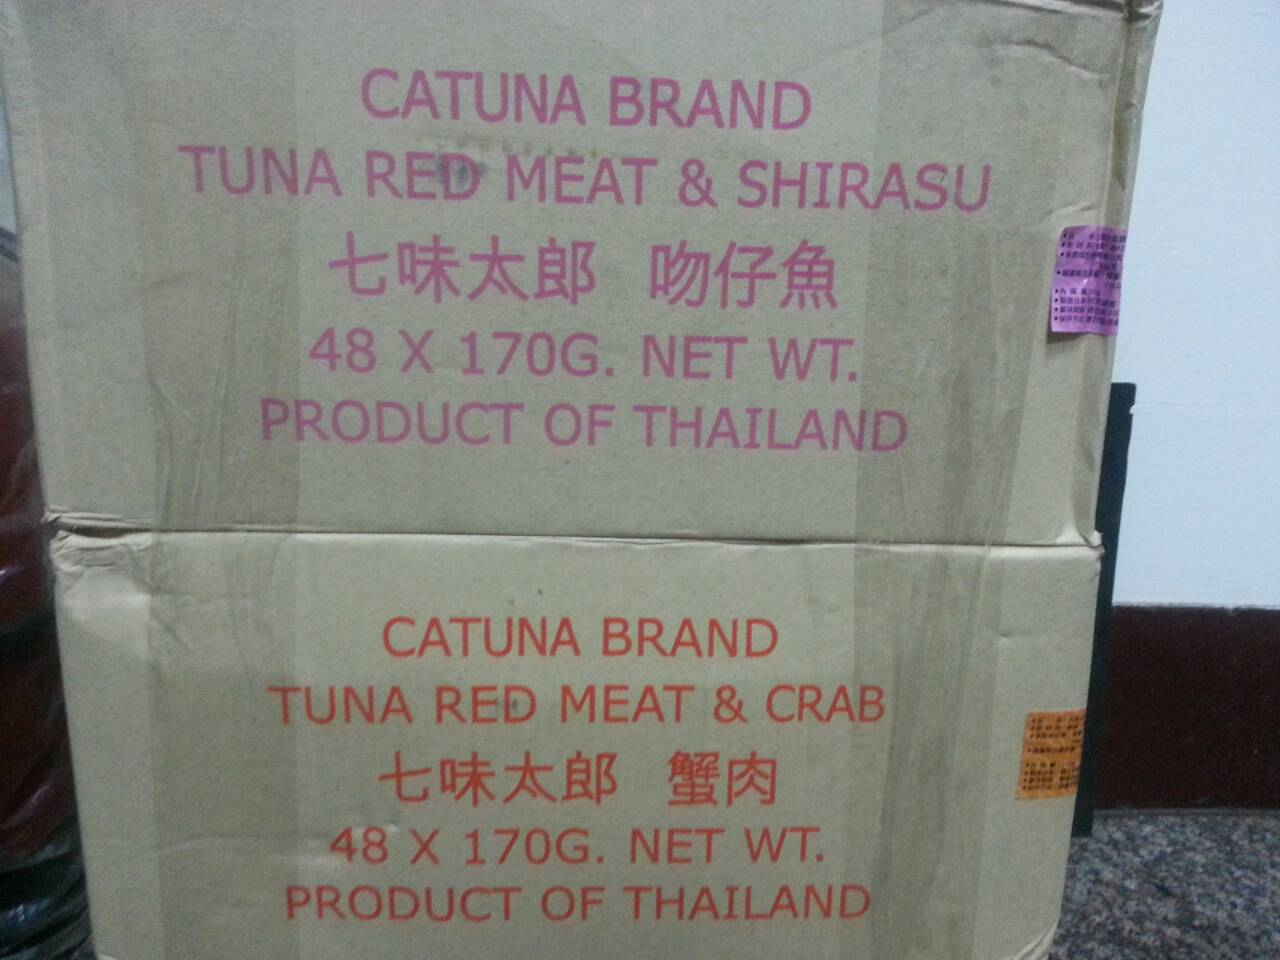 CATUNA BRAND
TUNA RED MEAT & SHIRASU
七味太郎 吻仔魚
48 X 170G. NET WT.
PRODUCT OF THAILAND
CATUNA BRAND
TUNA RED MEAT & CRAB
七味太郎 蟹肉
48 X 170G. NET WT.
PRODUCT OF THAILAND